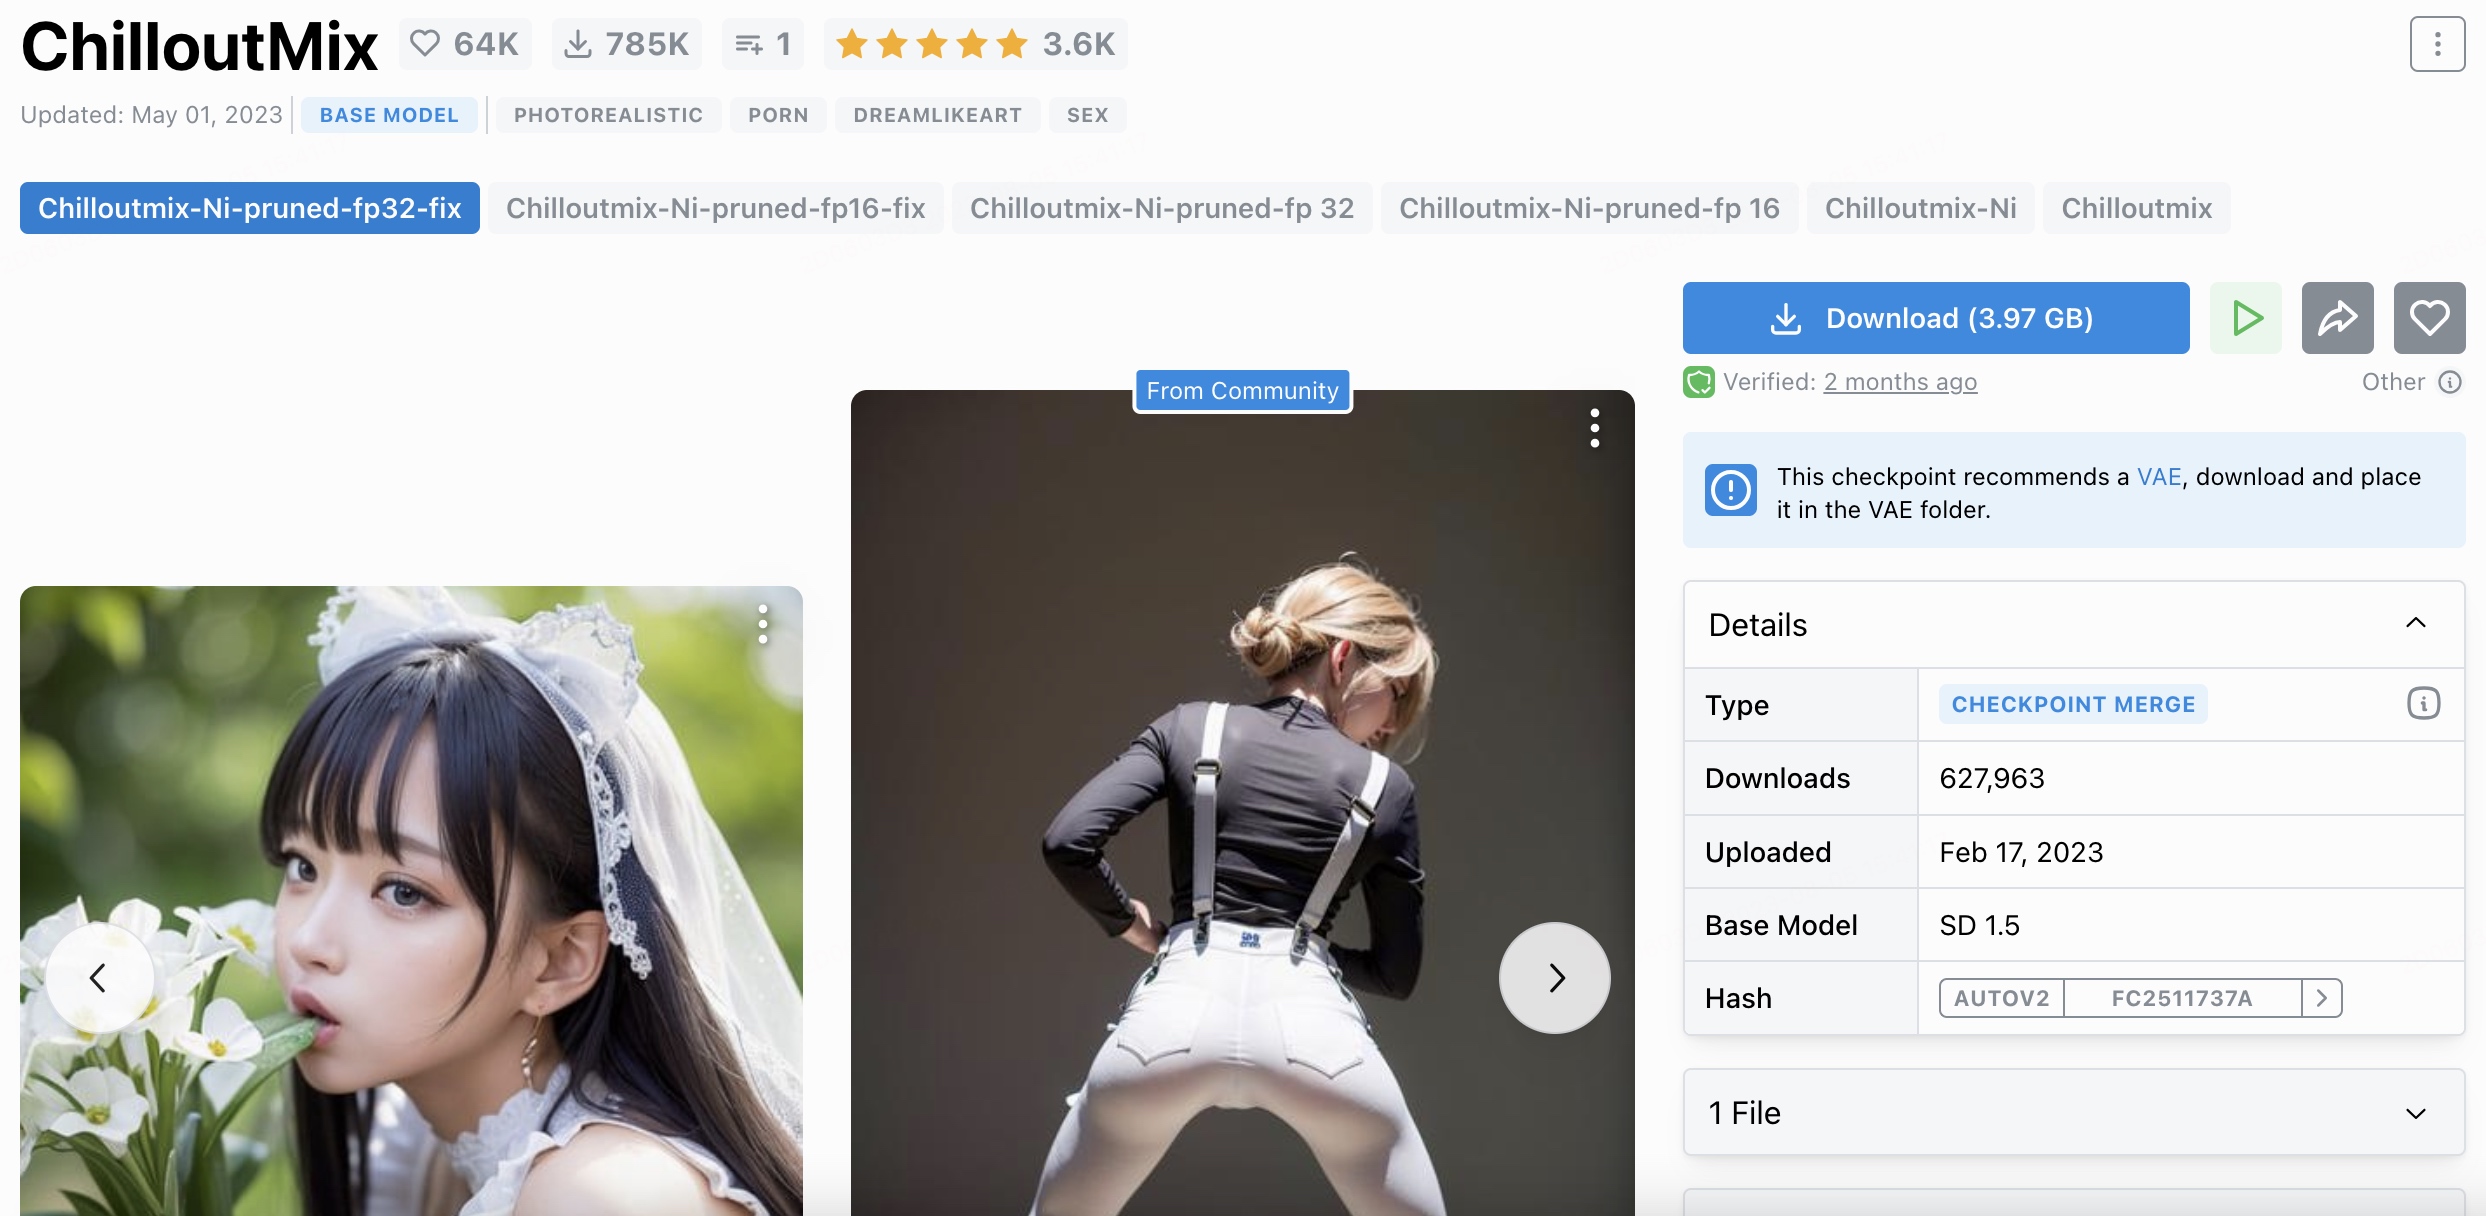 ChilloutMix 64K 785K 1 3.6K
Updated: May 01, 2023 BASE MODEL PHOTOREALISTIC PORN DREAMLIKEART SEX
Chilloutmix-Ni-pruned-fp32-fix Chilloutmix-Ni-pruned-fp16-fix Chilloutmix-Ni-pruned-fp 32 Chilloutmix-Ni-pruned-fp 16 Chilloutmix-Ni Chilloutmix
Download (3.97 GB)
Verified: 2 months ago Other
From Community
This checkpoint recommends a VAE, download and place
it in the VAE folder.
Details
Type CHECKPOINT MERGE
Downloads 627,963
Uploaded Feb 17, 2023
Base Model SD 1.5
Hash AUTOV2 FC2511737A
1 File